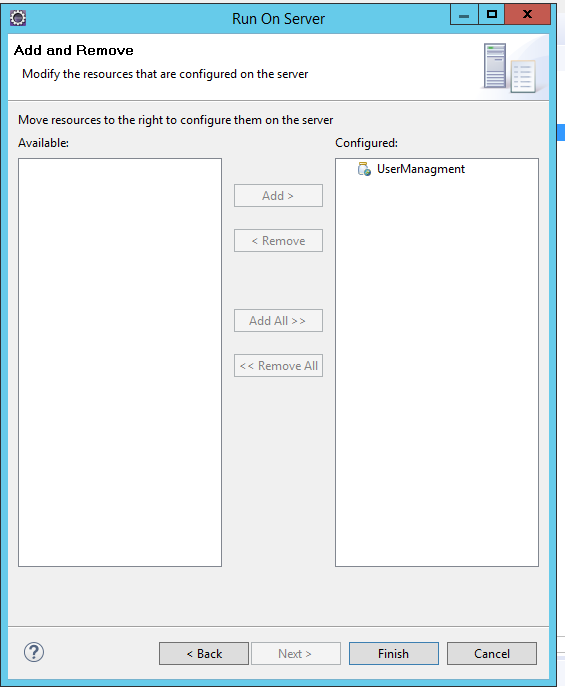 Run On Server
X
Add and Remove
Modify the resources that are configured on the server
Move resources to the right to configure them on the server
Available:
Configured:
UserManagment
Add >
< Remove
Add All >>
<< Remove All
?
< Back
Next >
Finish
Cancel